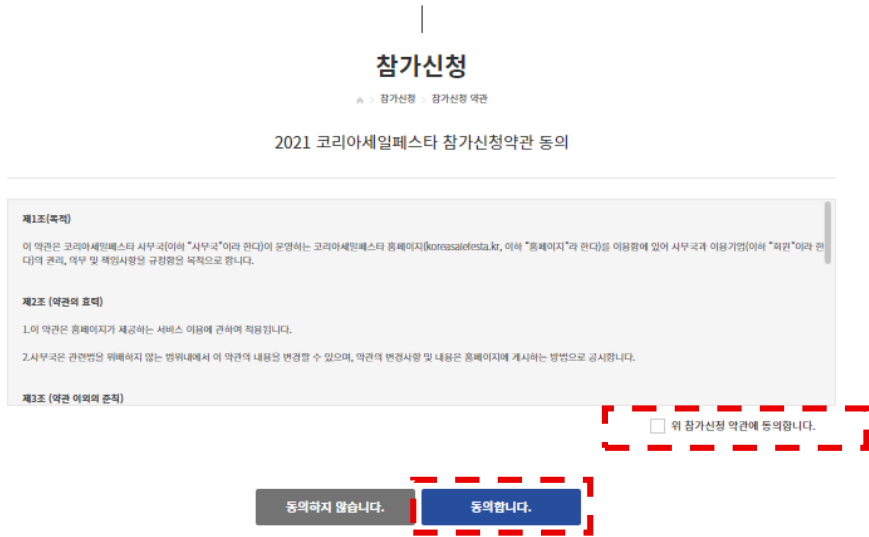 참가신청
> 참가신청 > 참가신청 약관
2021 코리아세일페스타 참가신청약관 동의
제1조(목적)
이 약관은 코리아세일페스타 사무국(이하 "사무국"이라 한다)이 운영하는 코리아세일페스타 홈페이지(koreasalefesta.kr, 이하 "홈페이지"라 한다)를 이용함에 있어 사무국과 이용기업(이하 "회원"이라 한
다)의 권리, 의무 및 책임사항을 규정함을 목적으로 합니다.
제2조 (약관의 효력)
1.이 약관은 홈페이지가 제공하는 서비스 이용에 관하여 적용됩니다.
2.사무국은 관련법을 위배하지 않는 범위내에서 이 약관의 내용을 변경할 수 있으며, 약관의 변경사항 및 내용은 홈페이지에 게시하는 방법으로 공시합니다.
제3조 (약관 이외의 준칙)
위 참가신청 약관에 동의합니다.
동의하지 않습니다.
동의합니다.